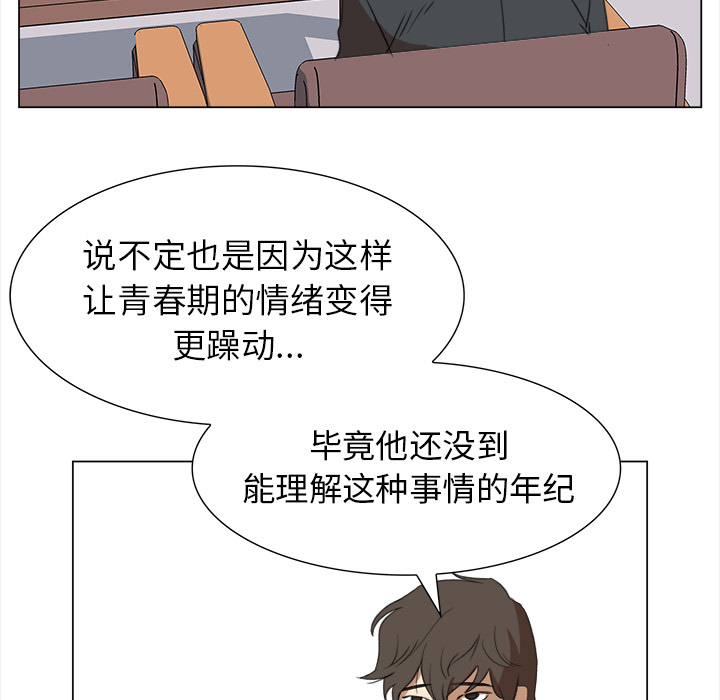 说不定也是因为这样
让青春期的情绪变得
更躁动...
毕竟他还没到
能理解这种事情的年纪